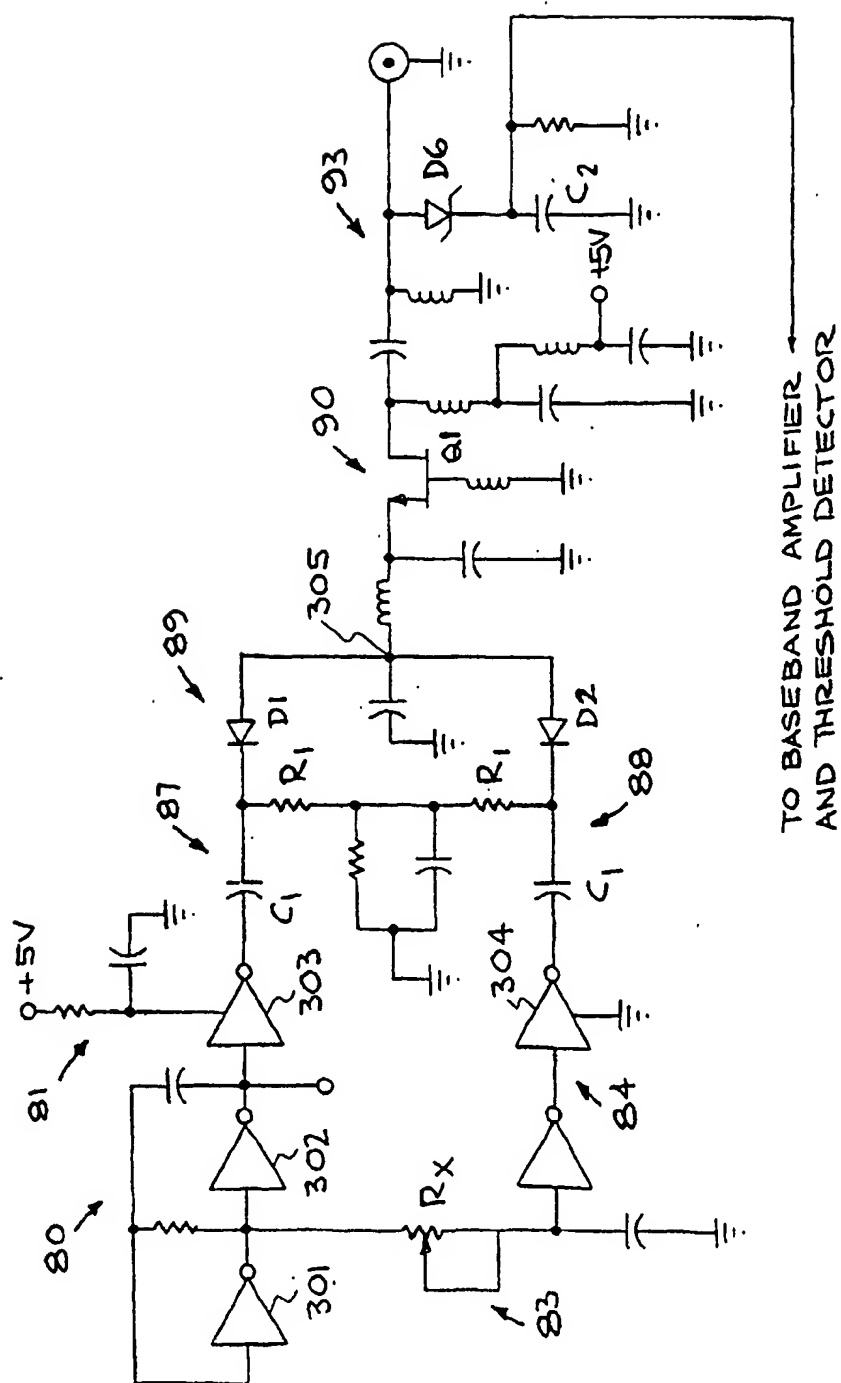 93
D6
C2
+5V
90
Q1
305
89
D1
D2
R1
R1
87
88
C1
C1
+5V
81
303
304
84
302
80
301
RX
83
TO BASEBAND AMPLIFIER
AND THRESHOLD DETECTOR